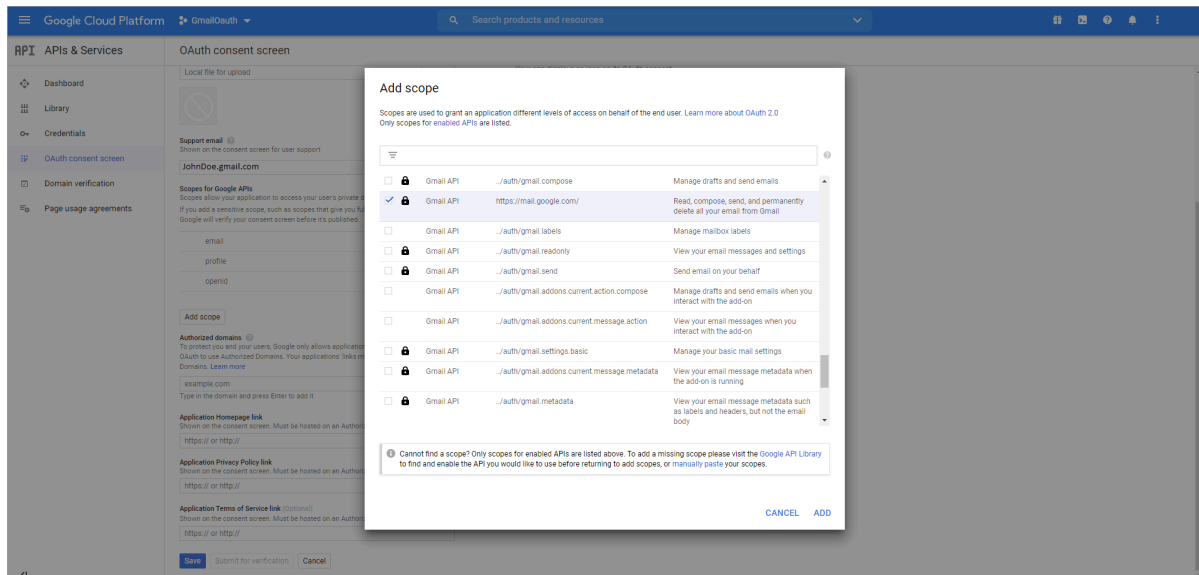 Google Cloud Platform
GmailOauth
Search products and resources
API APIs & Services
OAuth consent screen
Dashboard
Library
Credentials
OAuth consent screen
Domain verification
Page usage agreements
Local file for upload
Support email
Shown on the consent screen for user support
JohnDoe.gmail.com
Scopes for Google APIs
Scopes allow your application to access your user's private d
If you add a sensitive scope, such as scopes that give you ful
Google will verify your consent screen before it's published.
email
profile
openid
Add scope
Authorized domains
To protect you and your users, Google only allows application
OAuth to use Authorized Domains. Your applications' links m
Domains. Learn more
example.com
Type in the domain and press Enter to add it
Application Homepage link
Shown on the consent screen. Must be hosted on an Authori
https:// or http://
Application Privacy Policy link
Shown on the consent screen. Must be hosted on an Authori
https:// or http://
Application Terms of Service link (Optional)
Shown on the consent screen. Must be hosted on an Authori
https:// or http://
Save Submit for verification Cancel
Add scope
Scopes are used to grant an application different levels of access on behalf of the end user. Learn more about OAuth 2.0
Only scopes for enabled APIs are listed.
Gmail API ../auth/gmail.compose Manage drafts and send emails
Gmail API https://mail.google.com/ Read, compose, send, and permanently
delete all your email from Gmail
Gmail API ../auth/gmail.labels Manage mailbox labels
Gmail API ../auth/gmail.readonly View your email messages and settings
Gmail API ../auth/gmail.send Send email on your behalf
Gmail API ../auth/gmail.addons.current.action.compose Manage drafts and send emails when you
interact with the add-on
Gmail API ../auth/gmail.addons.current.message.action View your email messages when you
interact with the add-on
Gmail API ../auth/gmail.settings.basic Manage your basic mail settings
Gmail API ../auth/gmail.addons.current.message.metadata View your email message metadata when
the add-on is running
Gmail API ../auth/gmail.metadata View your email message metadata such
as labels and headers, but not the email
body
Cannot find a scope? Only scopes for enabled APIs are listed above. To add a missing scope please visit the Google API Library
to find and enable the API you would like to use before returning to add scopes, or manually paste your scopes.
CANCEL ADD